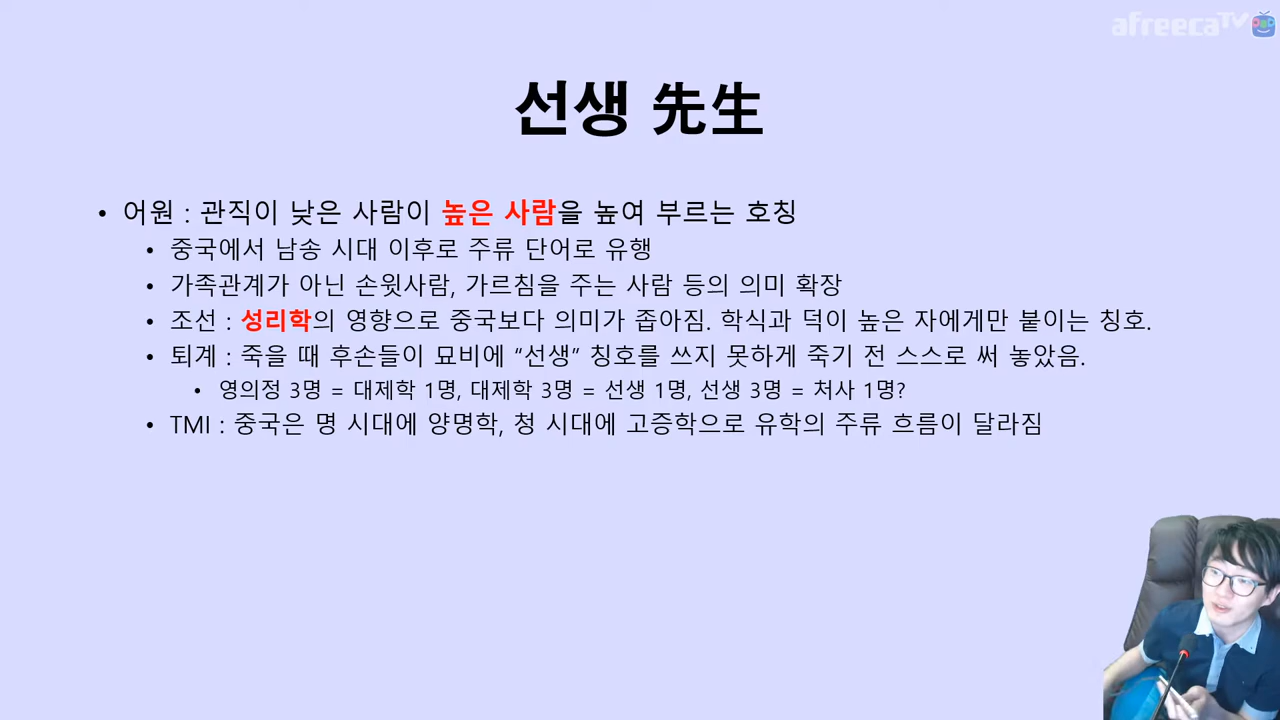 afreecaTV
선생 先生
• 어원 : 관직이 낮은 사람이 높은 사람을 높여 부르는 호칭
• 중국에서 남송 시대 이후로 주류 단어로 유행
• 가족관계가 아닌 손윗사람, 가르침을 주는 사람 등의 의미 확장
• 조선 : 성리학의 영향으로 중국보다 의미가 좁아짐. 학식과 덕이 높은 자에게만 붙이는 칭호.
• 퇴계 : 죽을 때 후손들이 묘비에 “선생” 칭호를 쓰지 못하게 죽기 전 스스로 써 놓았음.
• 영의정 3명 = 대제학 1명, 대제학 3명 = 선생 1명, 선생 3명 = 처사 1명?
• TMI : 중국은 명 시대에 양명학, 청 시대에 고증학으로 유학의 주류 흐름이 달라짐